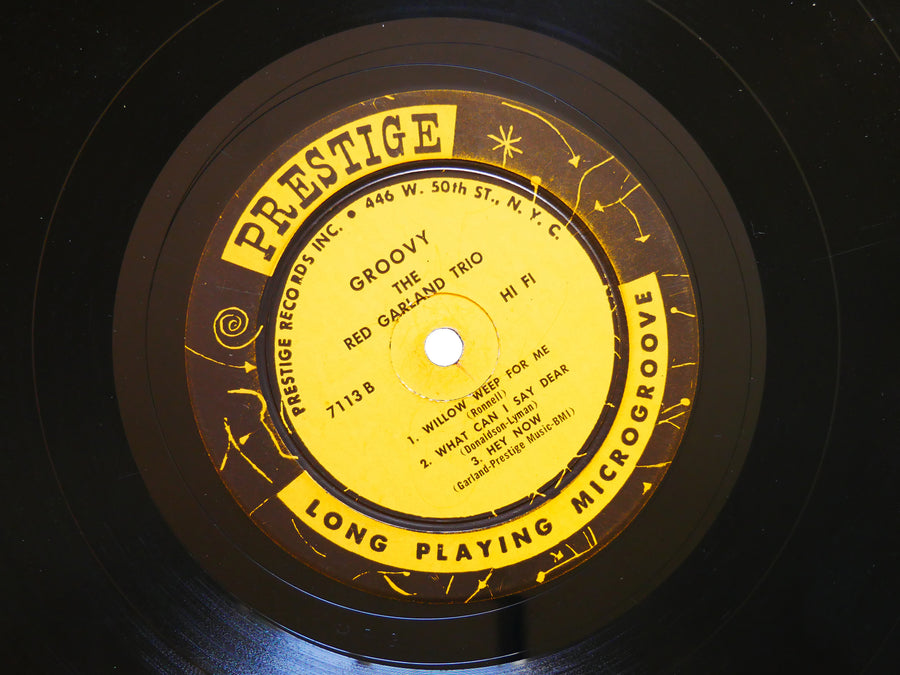 PRESTIGE
PRESTIGE RECORDS INC. • 446 W. 50th ST., N. Y. C.
GROOVY
THE
RED GARLAND TRIO
HI FI
7113 B
1. WILLOW WEEP FOR ME
(Ronnell)
2. WHAT CAN I SAY DEAR
(Donaldson-Lyman)
3. HEY NOW
(Garland-Prestige Music-BMI)
LONG PLAYING MICROGROOVE